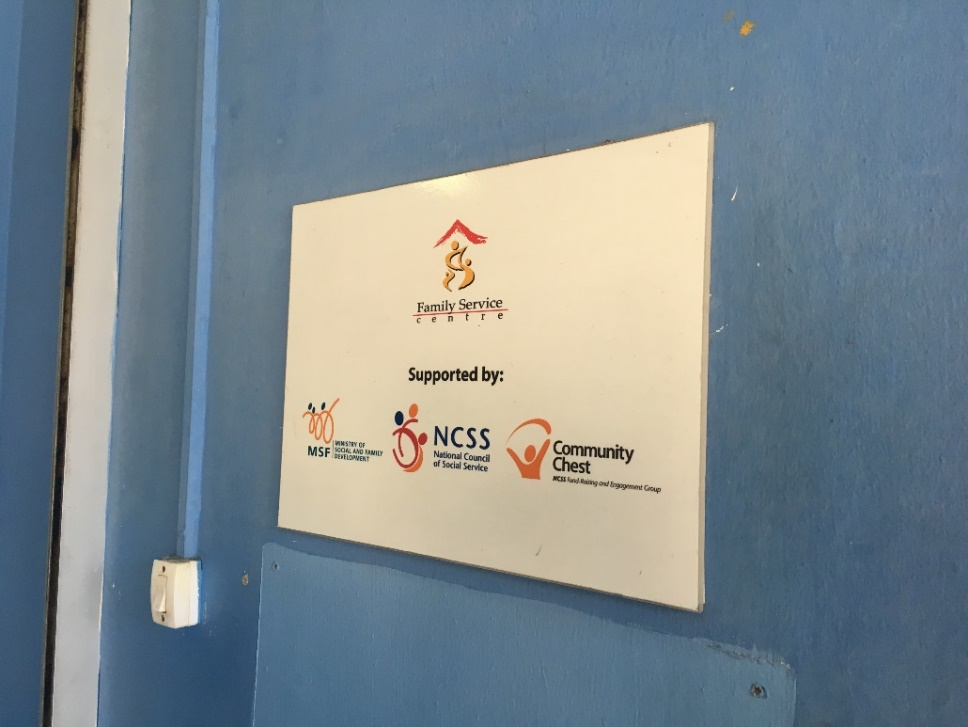 Family Service
centre
Supported by:
MSF
MINISTRY OF
SOCIAL AND FAMILY
DEVELOPMENT
NCSS
National Council
of Social Service
Community
Chest
NCSS Fund-Raising and Engagement Group